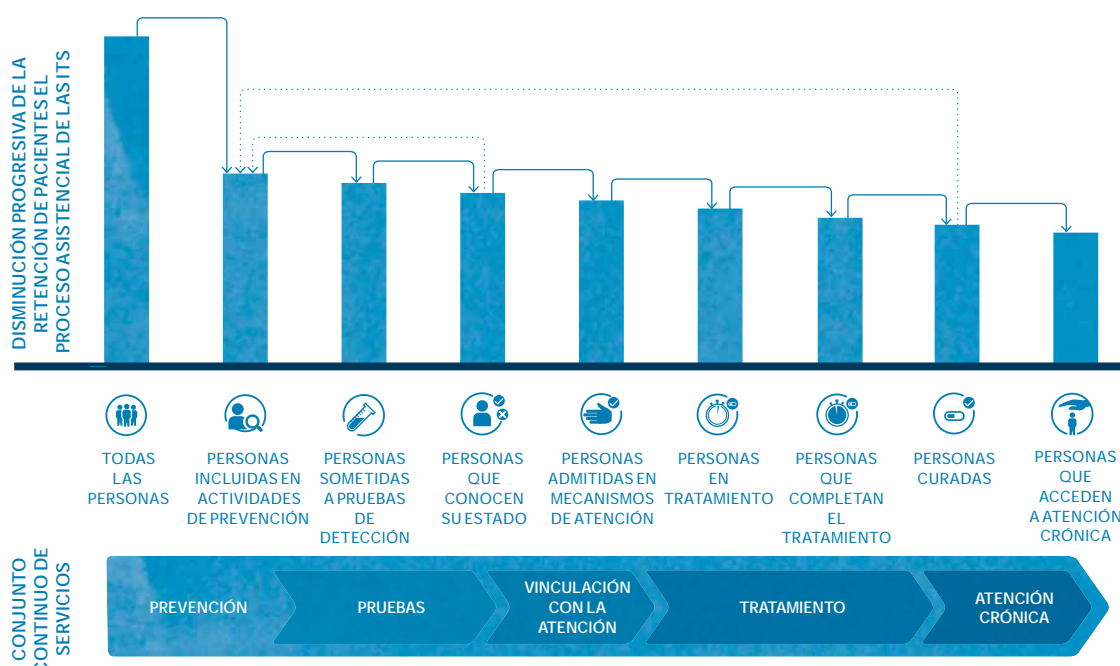 DISMINUCIÓN PROGRESIVA DE LA
RETENCIÓN DE PACIENTES EL
PROCESO ASISTENCIAL DE LAS ITS
TODAS
LAS
PERSONAS
PERSONAS
INCLUIDAS EN
ACTIVIDADES
DE PREVENCIÓN
PERSONAS
SOMETIDAS
A PRUEBAS
DE
DETECCIÓN
PERSONAS
QUE
CONOCEN
SU ESTADO
PERSONAS
ADMITIDAS EN
MECANISMOS
DE ATENCIÓN
PERSONAS
EN
TRATAMIENTO
PERSONAS
QUE
COMPLETAN
EL
TRATAMIENTO
PERSONAS
CURADAS
PERSONAS
QUE
ACCEDEN
A ATENCIÓN
CRÓNICA
CONJUNTO
CONTINUO DE
SERVICIOS
PREVENCIÓN
PRUEBAS
VINCULACIÓN
CON LA
ATENCIÓN
TRATAMIENTO
ATENCIÓN
CRÓNICA